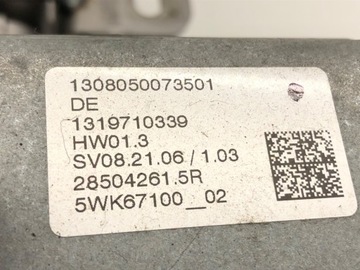 1308050073501
DE
1319710339
HW01.3
SV08.21.06 / 1.03
28504261.5R
5WK67100__02